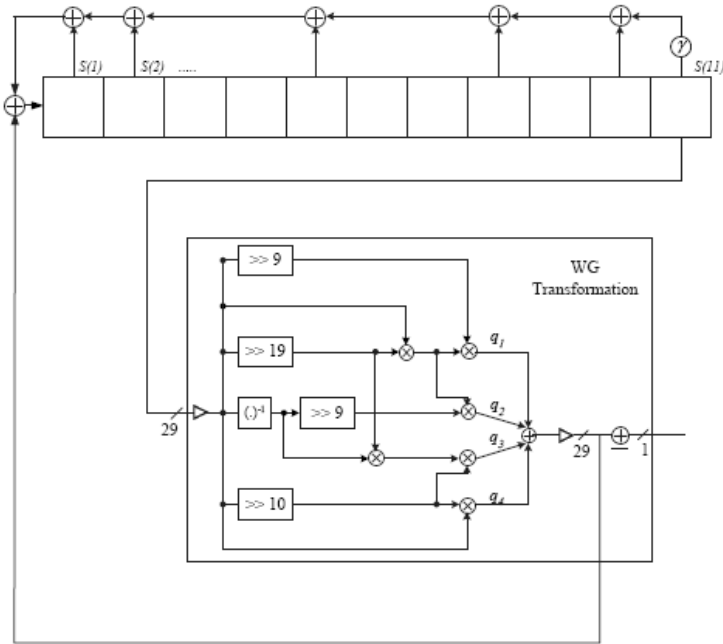 γ
S(1)
S(2)
.....
S(11)
WG
Transformation
>> 9
>> 19
q1
(.)-1
>> 9
q2
29
29
1
q3
>> 10
q4